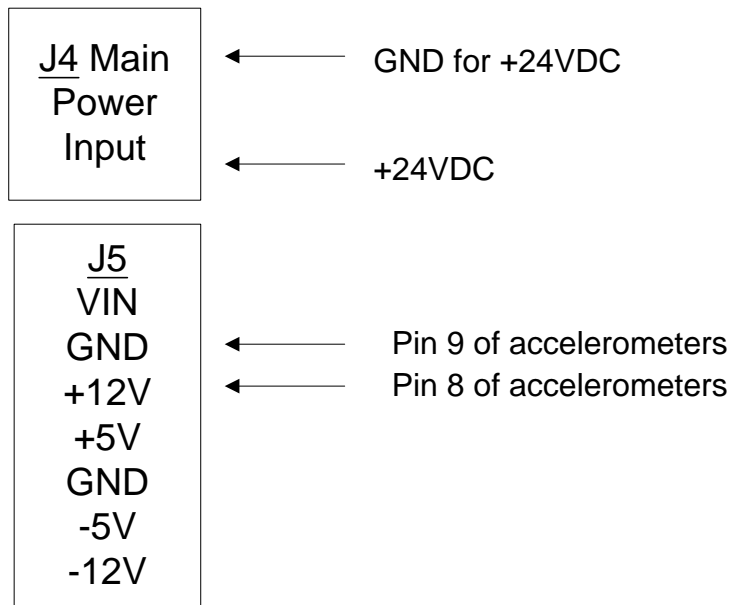 J4 Main
Power
Input
GND for +24VDC
+24VDC
J5
VIN
GND
Pin 9 of accelerometers
+12V
Pin 8 of accelerometers
+5V
GND
-5V
-12V